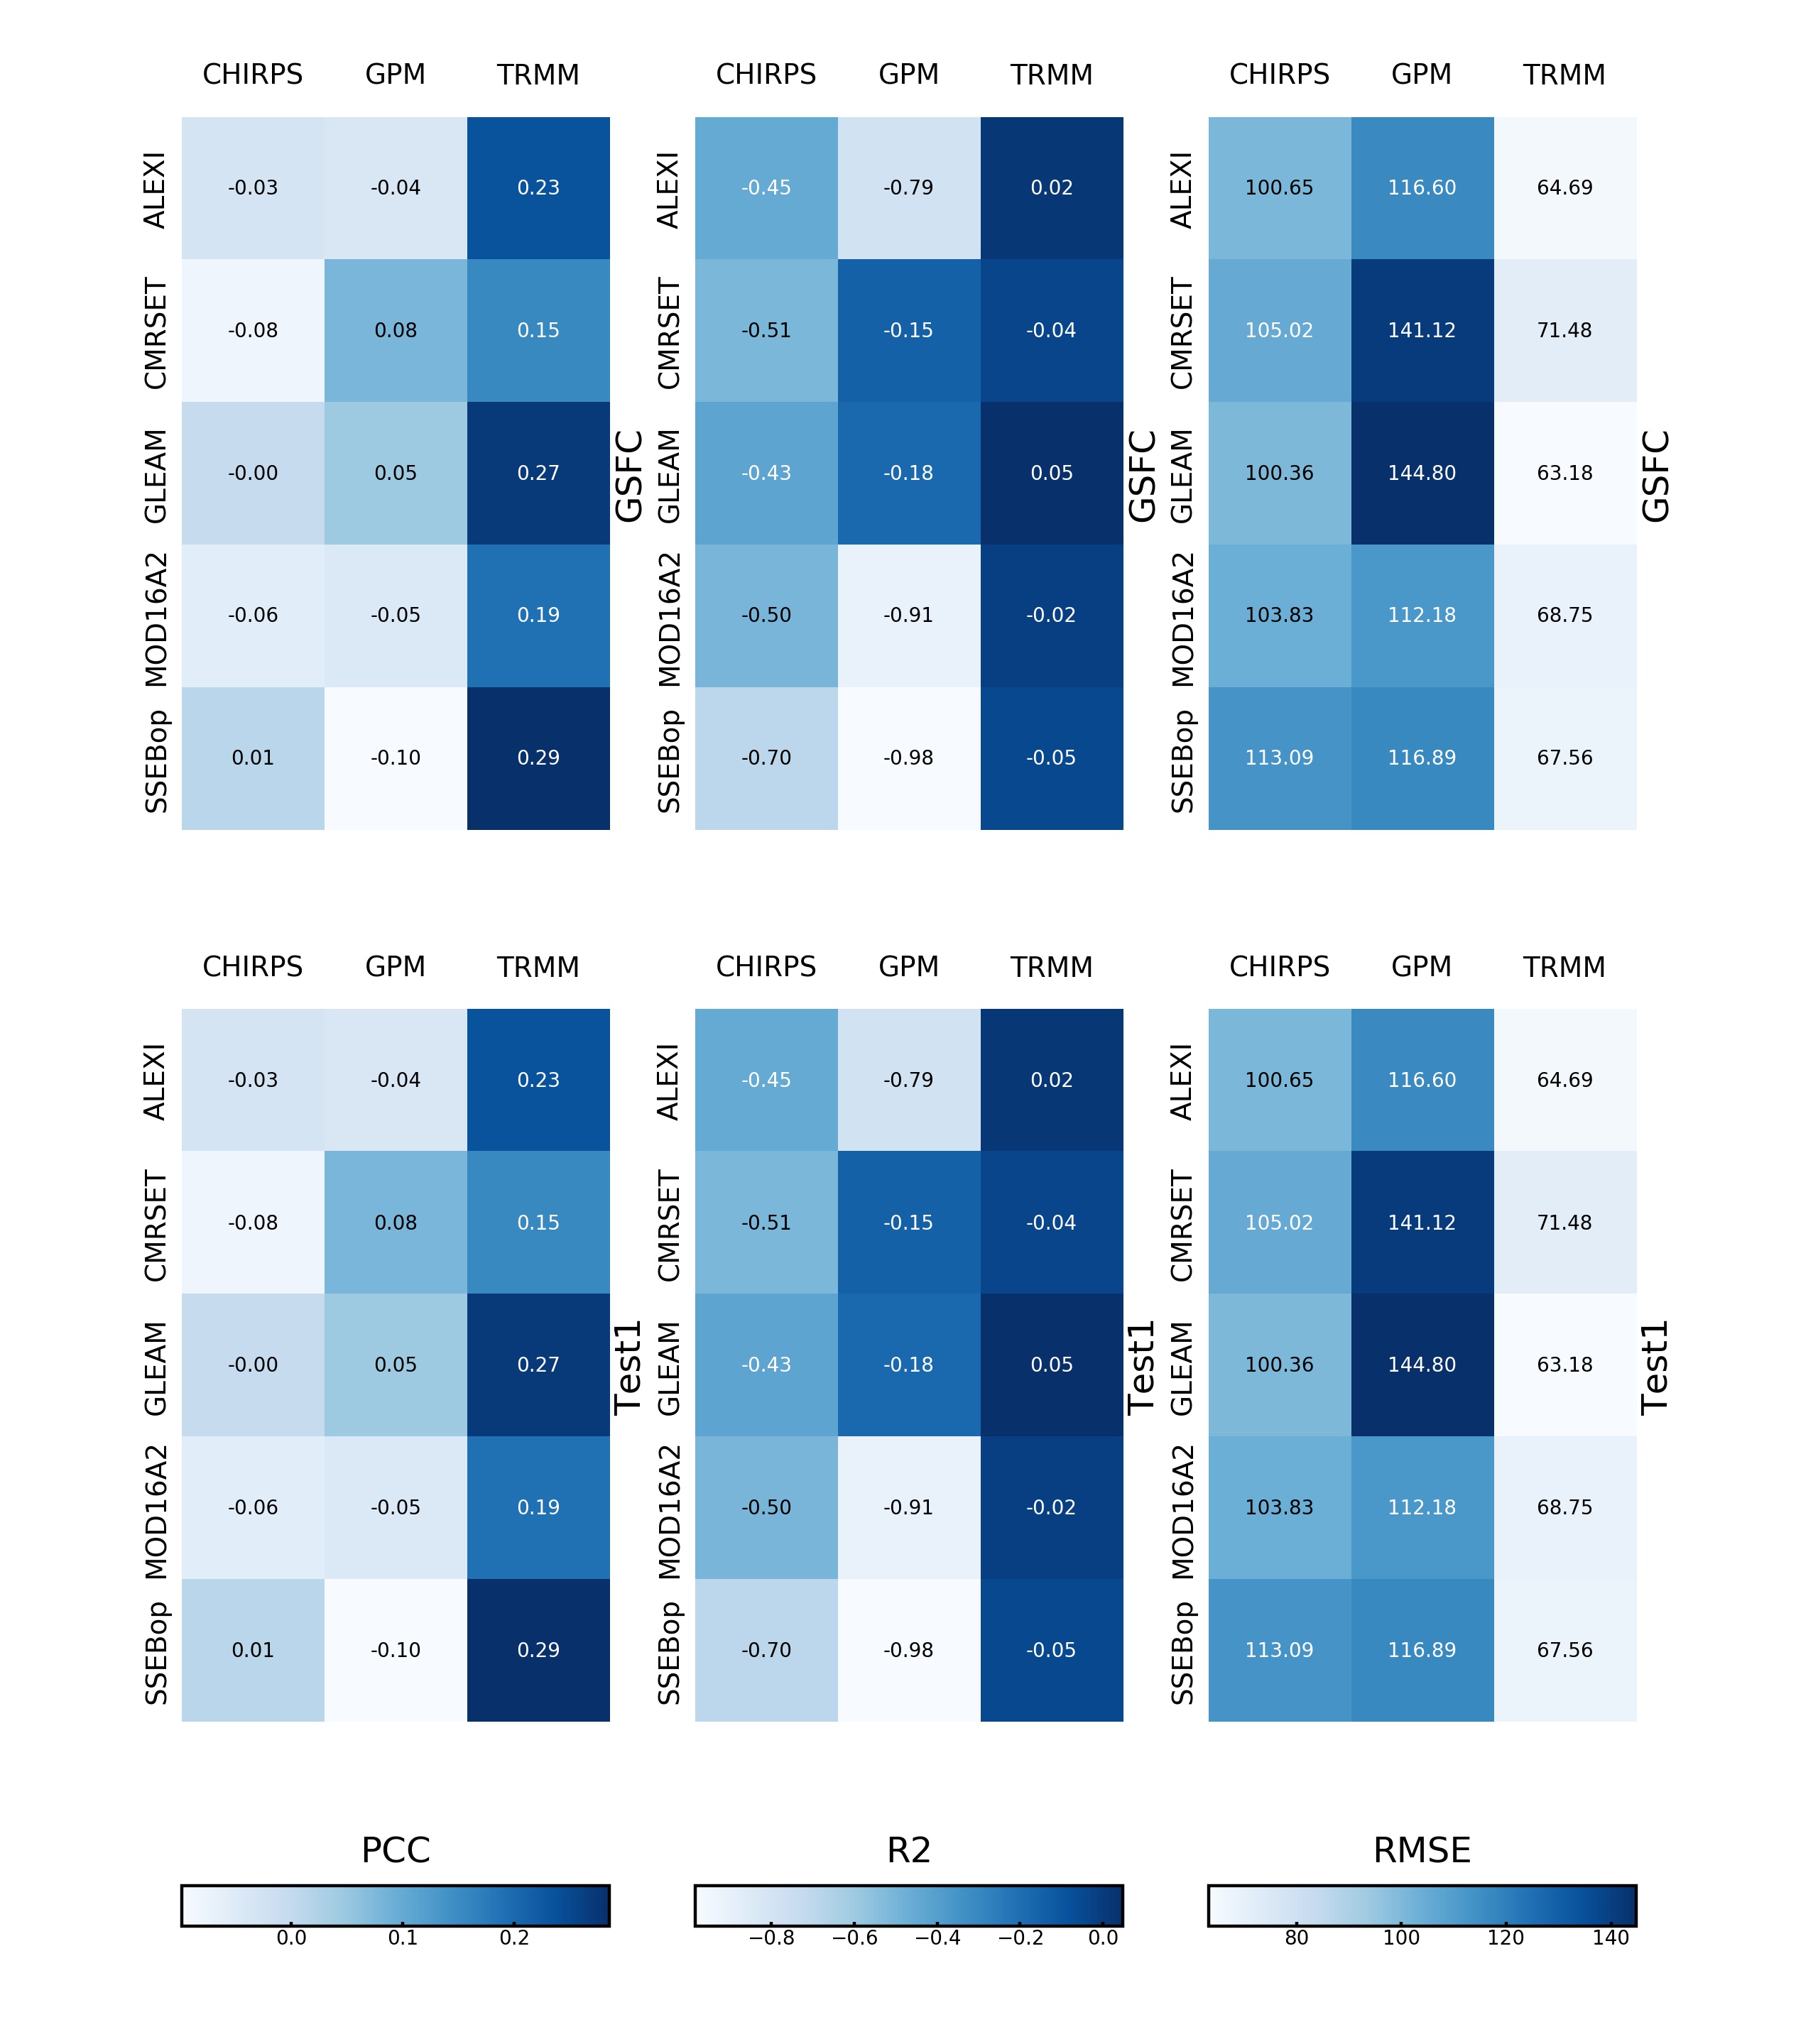 CHIRPS GPM TRMM CHIRPS GPM TRMM CHIRPS GPM TRMM
ALEXI -0.03 -0.04 0.23 ALEXI -0.45 -0.79 0.02 ALEXI 100.65 116.60 64.69
CMRSET -0.08 0.08 0.15 CMRSET -0.51 -0.15 -0.04 CMRSET 105.02 141.12 71.48
GLEAM -0.00 0.05 0.27 GSFC GLEAM -0.43 -0.18 0.05 GSFC GLEAM 100.36 144.80 63.18 GSFC
MOD16A2 -0.06 -0.05 0.19 MOD16A2 -0.50 -0.91 -0.02 MOD16A2 103.83 112.18 68.75
SSEBop 0.01 -0.10 0.29 SSEBop -0.70 -0.98 -0.05 SSEBop 113.09 116.89 67.56
CHIRPS GPM TRMM CHIRPS GPM TRMM CHIRPS GPM TRMM
ALEXI -0.03 -0.04 0.23 ALEXI -0.45 -0.79 0.02 ALEXI 100.65 116.60 64.69
CMRSET -0.08 0.08 0.15 CMRSET -0.51 -0.15 -0.04 CMRSET 105.02 141.12 71.48
GLEAM -0.00 0.05 0.27 Test1 GLEAM -0.43 -0.18 0.05 Test1 GLEAM 100.36 144.80 63.18 Test1
MOD16A2 -0.06 -0.05 0.19 MOD16A2 -0.50 -0.91 -0.02 MOD16A2 103.83 112.18 68.75
SSEBop 0.01 -0.10 0.29 SSEBop -0.70 -0.98 -0.05 SSEBop 113.09 116.89 67.56
PCC R2 RMSE
0.0 0.1 0.2 −0.8 −0.6 −0.4 −0.2 0.0 80 100 120 140